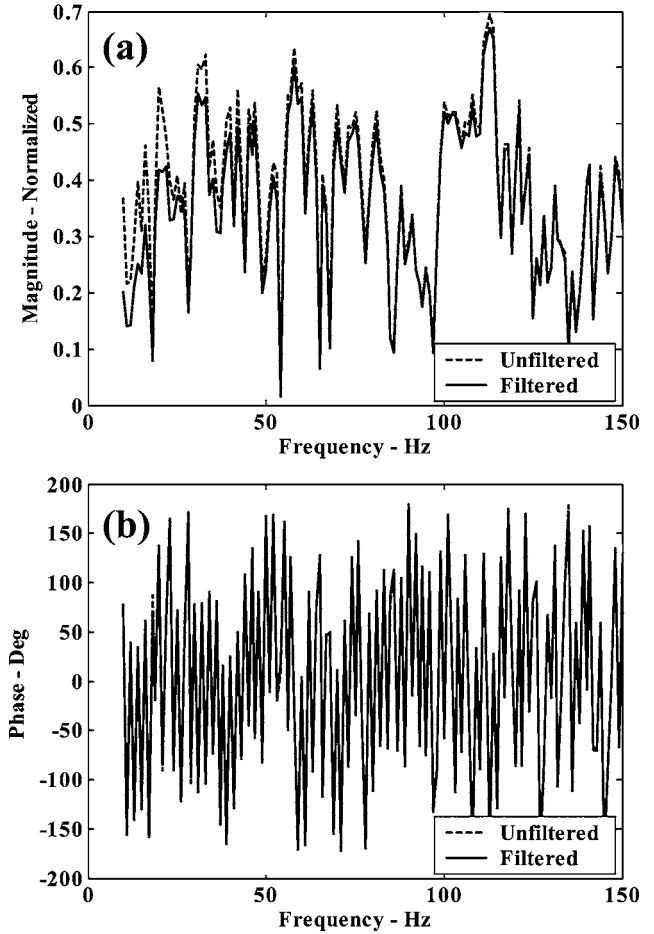 (a)
Magnitude - Normalized
0.7
0.6
0.5
0.4
0.3
0.2
0.1
0
0 50 100 150
Frequency - Hz
Unfiltered
Filtered
(b)
Phase - Deg
200
150
100
50
0
-50
-100
-150
-200
0 50 100 150
Frequency - Hz
Unfiltered
Filtered